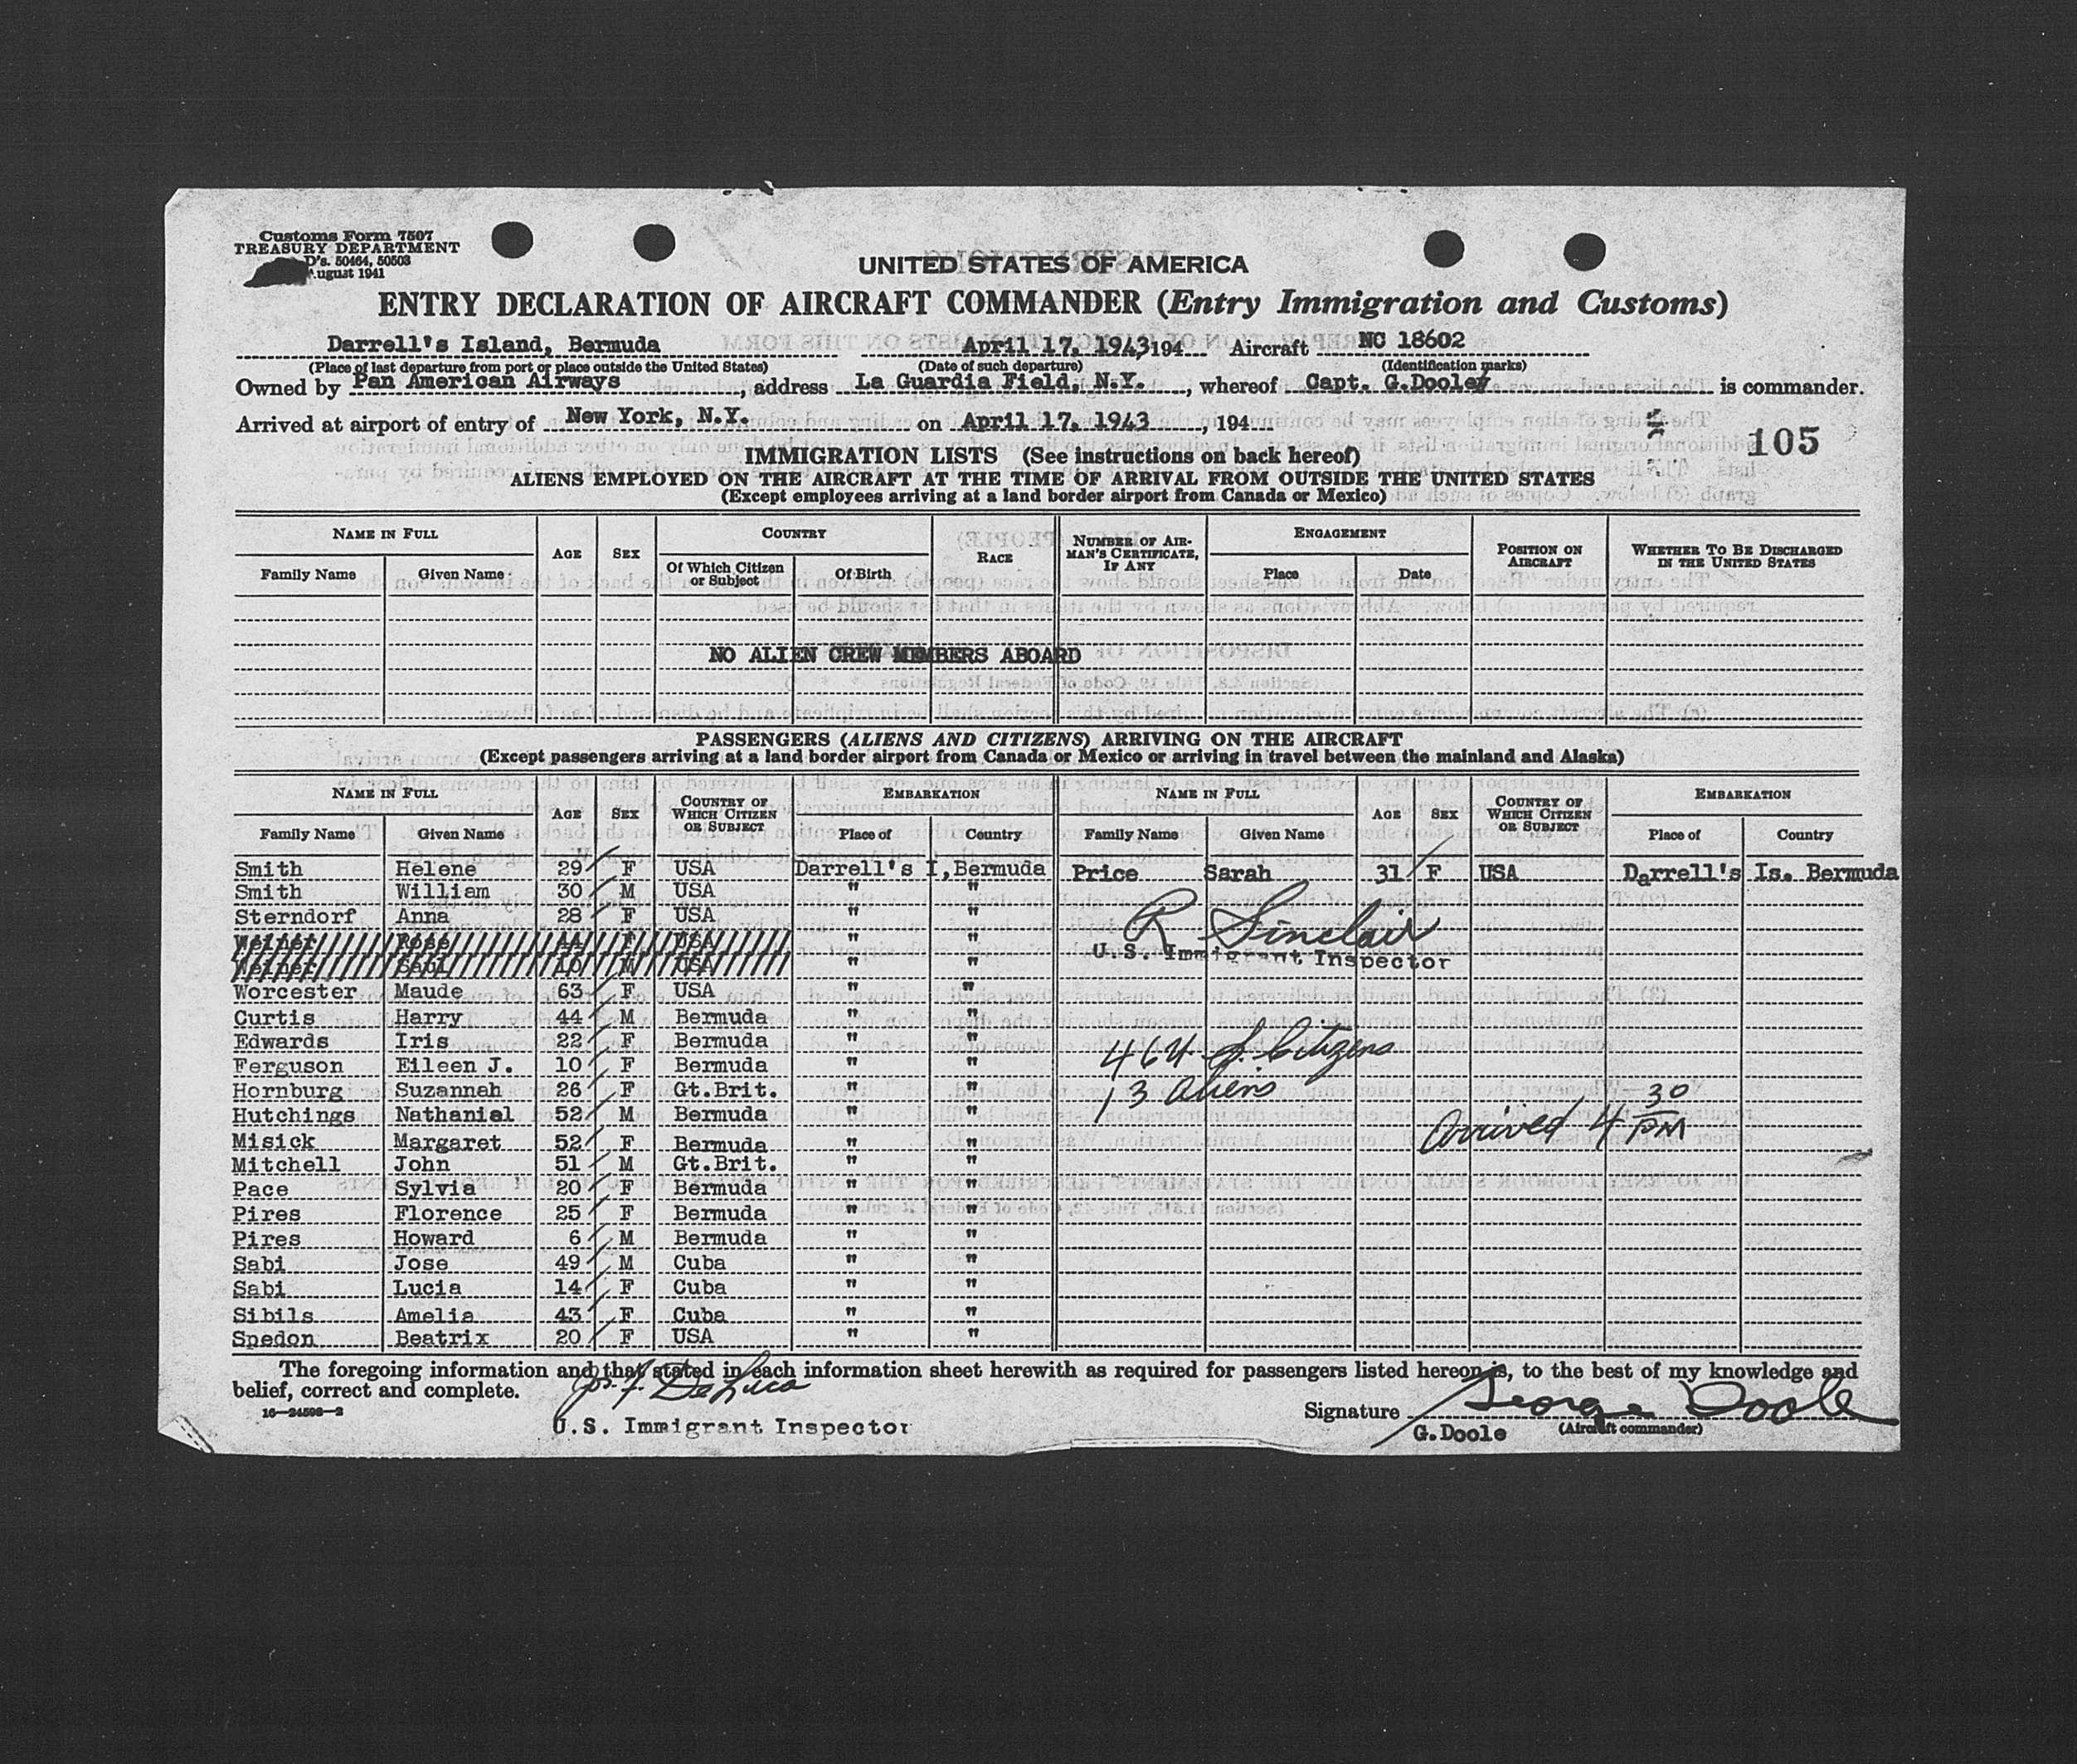 Customs Form 7507
TREASURY DEPARTMENT
D's. 50464, 50503
August 1941
UNITED STATES OF AMERICA
ENTRY DECLARATION OF AIRCRAFT COMMANDER (Entry Immigration and Customs)
Darrell's Island, Bermuda April 17, 1943 194 Aircraft NC 18602
(Place of last departure from port or place outside the United States) (Date of such departure) (Identification marks)
Owned by Pan American Airways, address La Guardia Field, N.Y., whereof Capt. G.Dooley is commander.
Arrived at airport of entry of New York, N.Y. on April 17, 1943, 194
105
IMMIGRATION LISTS (See instructions on back hereof)
ALIENS EMPLOYED ON THE AIRCRAFT AT THE TIME OF ARRIVAL FROM OUTSIDE THE UNITED STATES
(Except employees arriving at a land border airport from Canada or Mexico)
NAME IN FULL AGE SEX COUNTRY RACE NUMBER OF AIRMAN'S CERTIFICATE, IF ANY ENGAGEMENT POSITION ON AIRCRAFT WHETHER TO BE DISCHARGED IN THE UNITED STATES
Family Name Given Name Of Which Citizen or Subject Of Birth Place Date
NO ALIEN CREW MEMBERS ABOARD
PASSENGERS (ALIENS AND CITIZENS) ARRIVING ON THE AIRCRAFT
(Except passengers arriving at a land border airport from Canada or Mexico or arriving in travel between the mainland and Alaska)
NAME IN FULL AGE SEX COUNTRY OF WHICH CITIZEN OR SUBJECT EMBARKATION NAME IN FULL AGE SEX COUNTRY OF WHICH CITIZEN OR SUBJECT EMBARKATION
Family Name Given Name Place of Country Family Name Given Name Place of Country
Smith Helene 29 F USA Darrell's I, Bermuda Price Sarah 31 F USA Darrell's Is. Bermuda
Smith William 30 M USA " "
Sterndorf Anna 28 F USA " " R Sinclair
Weiner Rose 44 F USA " " U.S. Immigrant Inspector
Weiner USA " "
Worcester Maude 63 F USA " "
Curtis Harry 44 M Bermuda " "
Edwards Iris 22 F Bermuda " " 4 U.S. Citizens
Ferguson Eileen J. 10 F Bermuda " "
Hornburg Suzannah 26 F Gt.Brit. " " 13 aliens
Hutchings Nathaniel 52 M Bermuda " " arrived 4 30 PM
Misick Margaret 52 F Bermuda " "
Mitchell John 51 M Gt.Brit. " "
Pace Sylvia 20 F Bermuda " "
Pires Florence 25 F Bermuda " "
Pires Howard 6 M Bermuda " "
Sabi Jose 49 M Cuba " "
Sabi Lucia 14 F Cuba " "
Sibils Amelia 43 F Cuba " "
Spedon Beatrix 20 F USA " "
The foregoing information and that stated in each information sheet herewith as required for passengers listed hereon is, to the best of my knowledge and
belief, correct and complete.
16—24598—2
Jos. F. DeLuca
U.S. Immigrant Inspector
Signature George Doole
G.Doole (Aircraft commander)